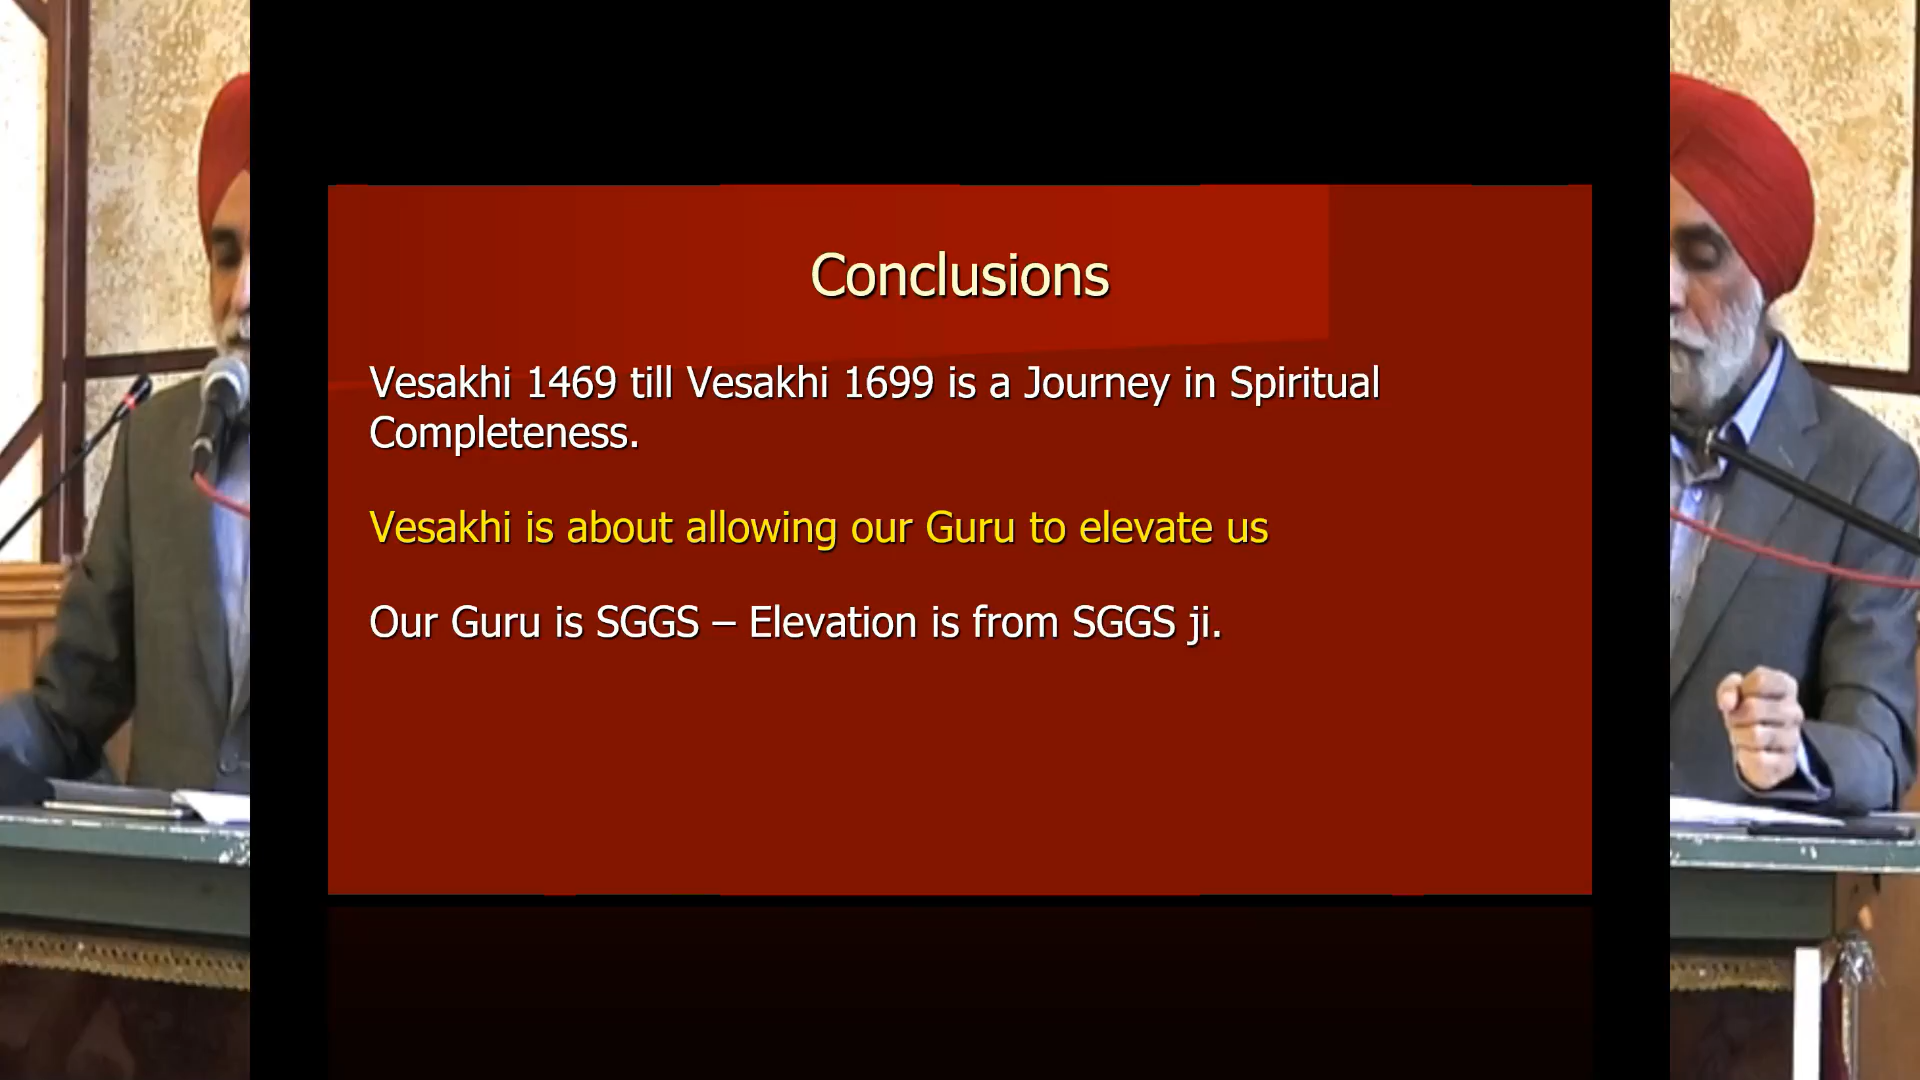 Conclusions
Vesakhi 1469 till Vesakhi 1699 is a Journey in Spiritual
Completeness.
Vesakhi is about allowing our Guru to elevate us
Our Guru is SGGS – Elevation is from SGGS ji.